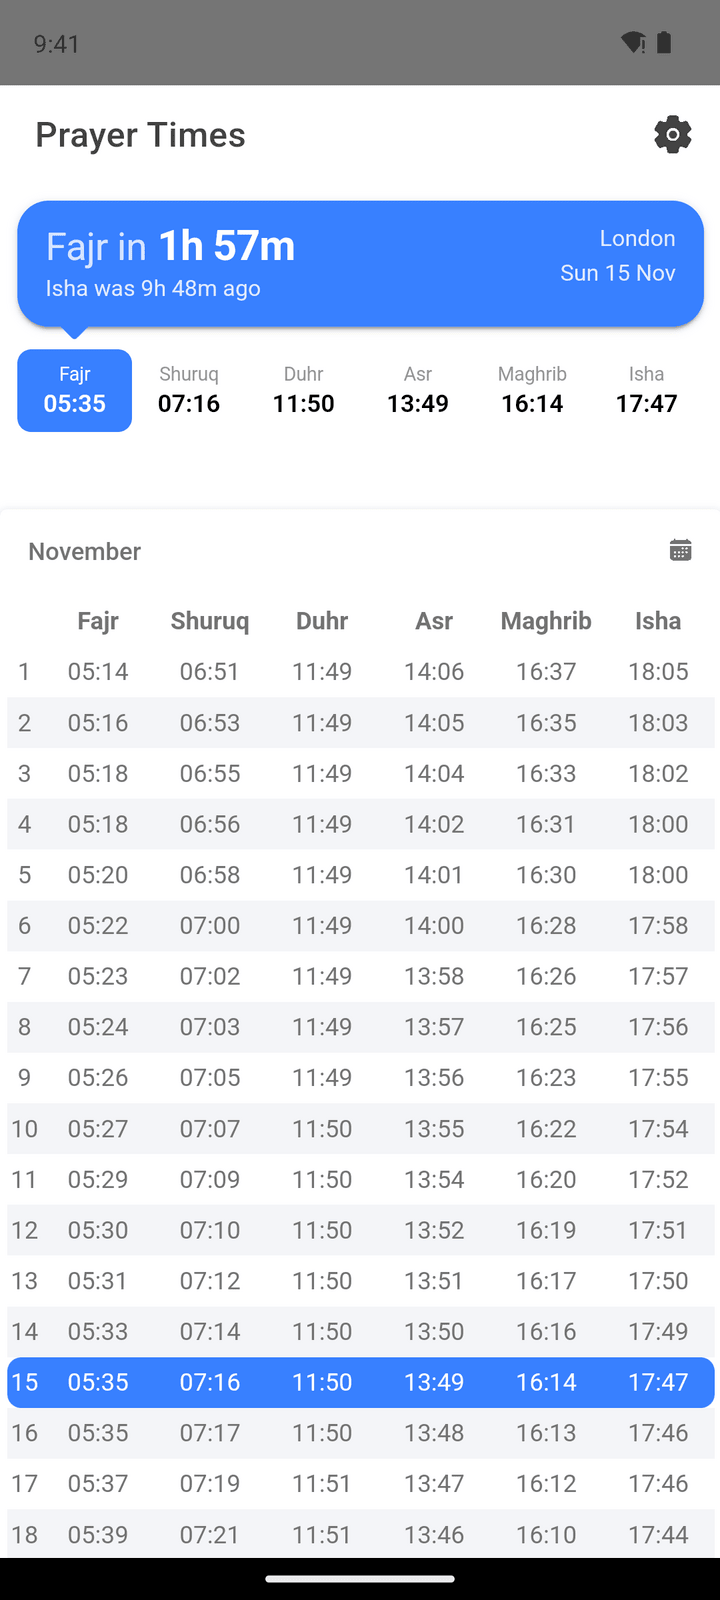 9:41
Prayer Times
Fajr in 1h 57m
Isha was 9h 48m ago
London
Sun 15 Nov
Fajr Shuruq Duhr Asr Maghrib Isha
05:35 07:16 11:50 13:49 16:14 17:47
November
Fajr Shuruq Duhr Asr Maghrib Isha
1 05:14 06:51 11:49 14:06 16:37 18:05
2 05:16 06:53 11:49 14:05 16:35 18:03
3 05:18 06:55 11:49 14:04 16:33 18:02
4 05:18 06:56 11:49 14:02 16:31 18:00
5 05:20 06:58 11:49 14:01 16:30 18:00
6 05:22 07:00 11:49 14:00 16:28 17:58
7 05:23 07:02 11:49 13:58 16:26 17:57
8 05:24 07:03 11:49 13:57 16:25 17:56
9 05:26 07:05 11:49 13:56 16:23 17:55
10 05:27 07:07 11:50 13:55 16:22 17:54
11 05:29 07:09 11:50 13:54 16:20 17:52
12 05:30 07:10 11:50 13:52 16:19 17:51
13 05:31 07:12 11:50 13:51 16:17 17:50
14 05:33 07:14 11:50 13:50 16:16 17:49
15 05:35 07:16 11:50 13:49 16:14 17:47
16 05:35 07:17 11:50 13:48 16:13 17:46
17 05:37 07:19 11:51 13:47 16:12 17:46
18 05:39 07:21 11:51 13:46 16:10 17:44